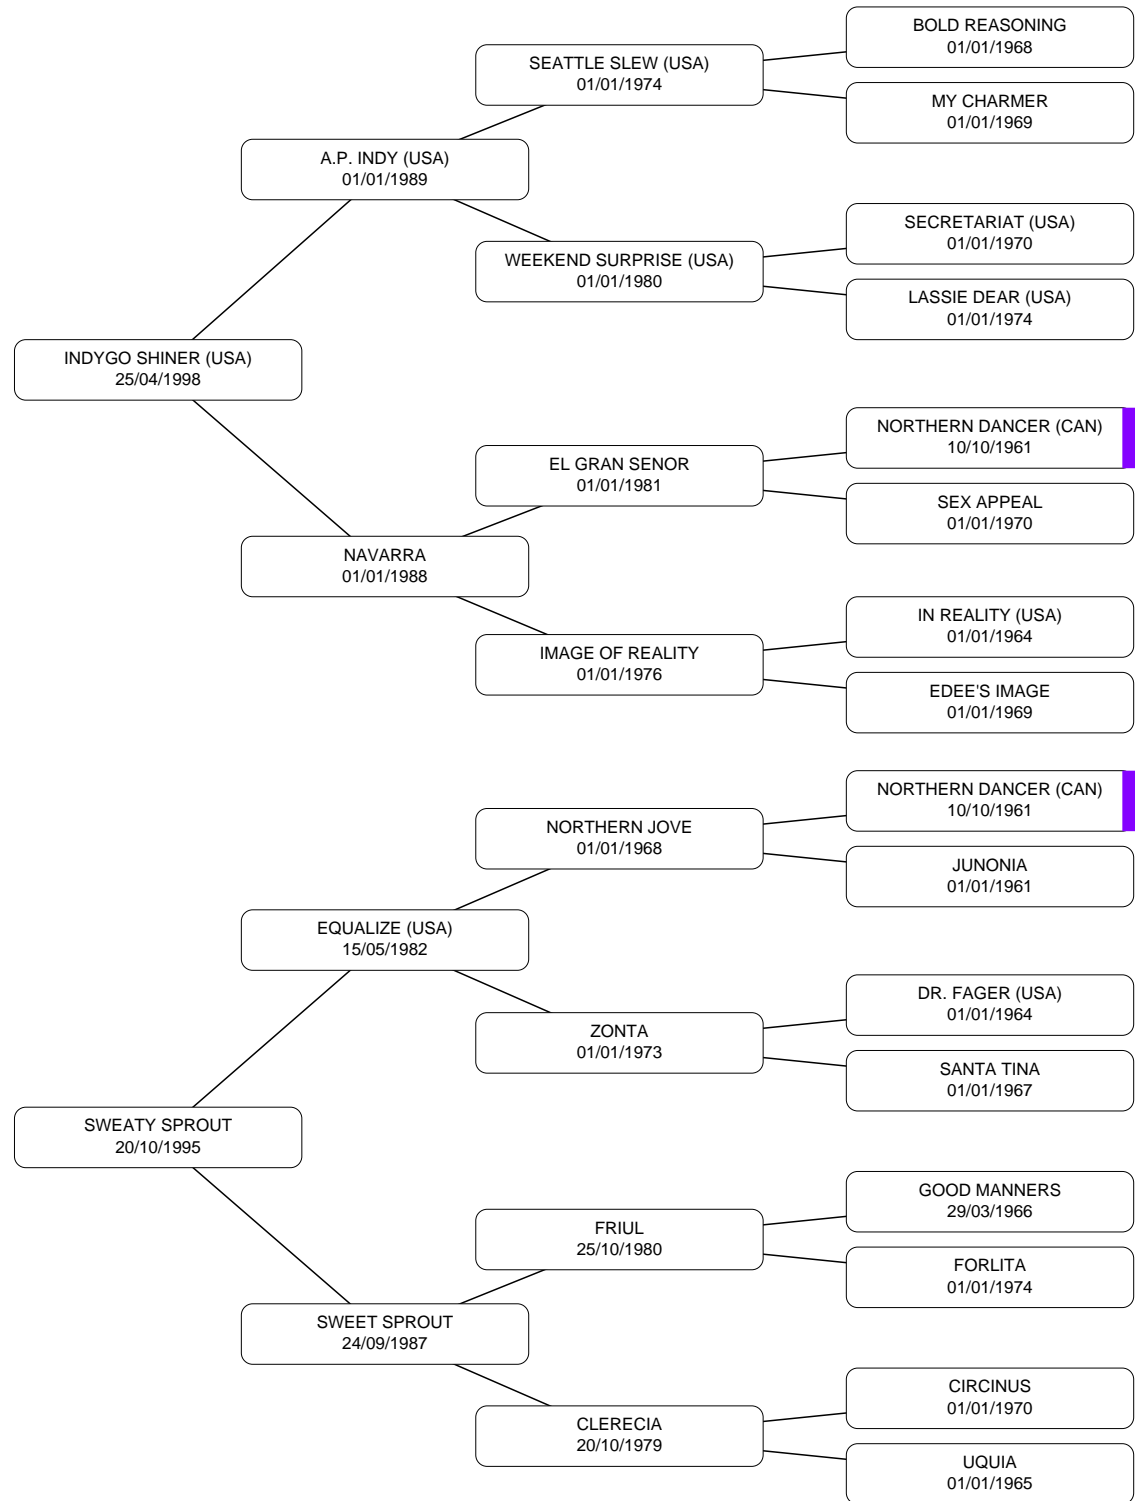 BOLD REASONING
01/01/1968
SEATTLE SLEW (USA)
01/01/1974
MY CHARMER
01/01/1969
A.P. INDY (USA)
01/01/1989
SECRETARIAT (USA)
01/01/1970
WEEKEND SURPRISE (USA)
01/01/1980
LASSIE DEAR (USA)
01/01/1974
INDYGO SHINER (USA)
25/04/1998
NORTHERN DANCER (CAN)
10/10/1961
EL GRAN SENOR
01/01/1981
SEX APPEAL
01/01/1970
NAVARRA
01/01/1988
IN REALITY (USA)
01/01/1964
IMAGE OF REALITY
01/01/1976
EDEE'S IMAGE
01/01/1969
NORTHERN DANCER (CAN)
10/10/1961
NORTHERN JOVE
01/01/1968
JUNONIA
01/01/1961
EQUALIZE (USA)
15/05/1982
DR. FAGER (USA)
01/01/1964
ZONTA
01/01/1973
SANTA TINA
01/01/1967
SWEATY SPROUT
20/10/1995
GOOD MANNERS
29/03/1966
FRIUL
25/10/1980
FORLITA
01/01/1974
SWEET SPROUT
24/09/1987
CIRCINUS
01/01/1970
CLERECIA
20/10/1979
UQUIA
01/01/1965